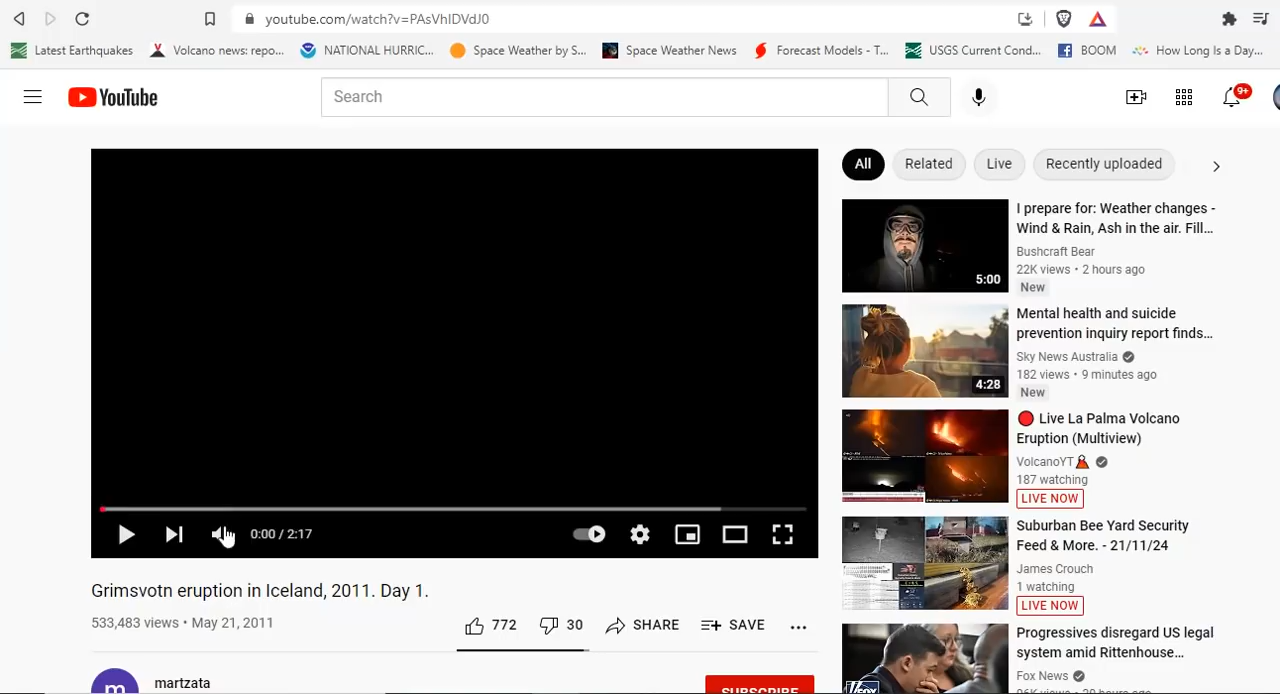 youtube.com/watch?v=PAsVhIDVdJ0
Latest Earthquakes
Volcano news: repo...
NATIONAL HURRIC...
Space Weather by S...
Space Weather News
Forecast Models - T...
USGS Current Cond...
BOOM
How Long Is a Day...
YouTube
Search
9+
All
Related
Live
Recently uploaded
I prepare for: Weather changes -
Wind & Rain, Ash in the air. Fill...
Bushcraft Bear
22K views • 2 hours ago
New
5:00
Mental health and suicide
prevention inquiry report finds...
Sky News Australia
182 views • 9 minutes ago
New
4:28
Live La Palma Volcano
Eruption (Multiview)
VolcanoYT
187 watching
LIVE NOW
Suburban Bee Yard Security
Feed & More. - 21/11/24
James Crouch
1 watching
LIVE NOW
Progressives disregard US legal
system amid Rittenhouse...
Fox News
0:00 / 2:17
Grimsvotn eruption in Iceland, 2011. Day 1.
533,483 views • May 21, 2011
772
30
SHARE
SAVE
m
martzata
SUBSCRIBE